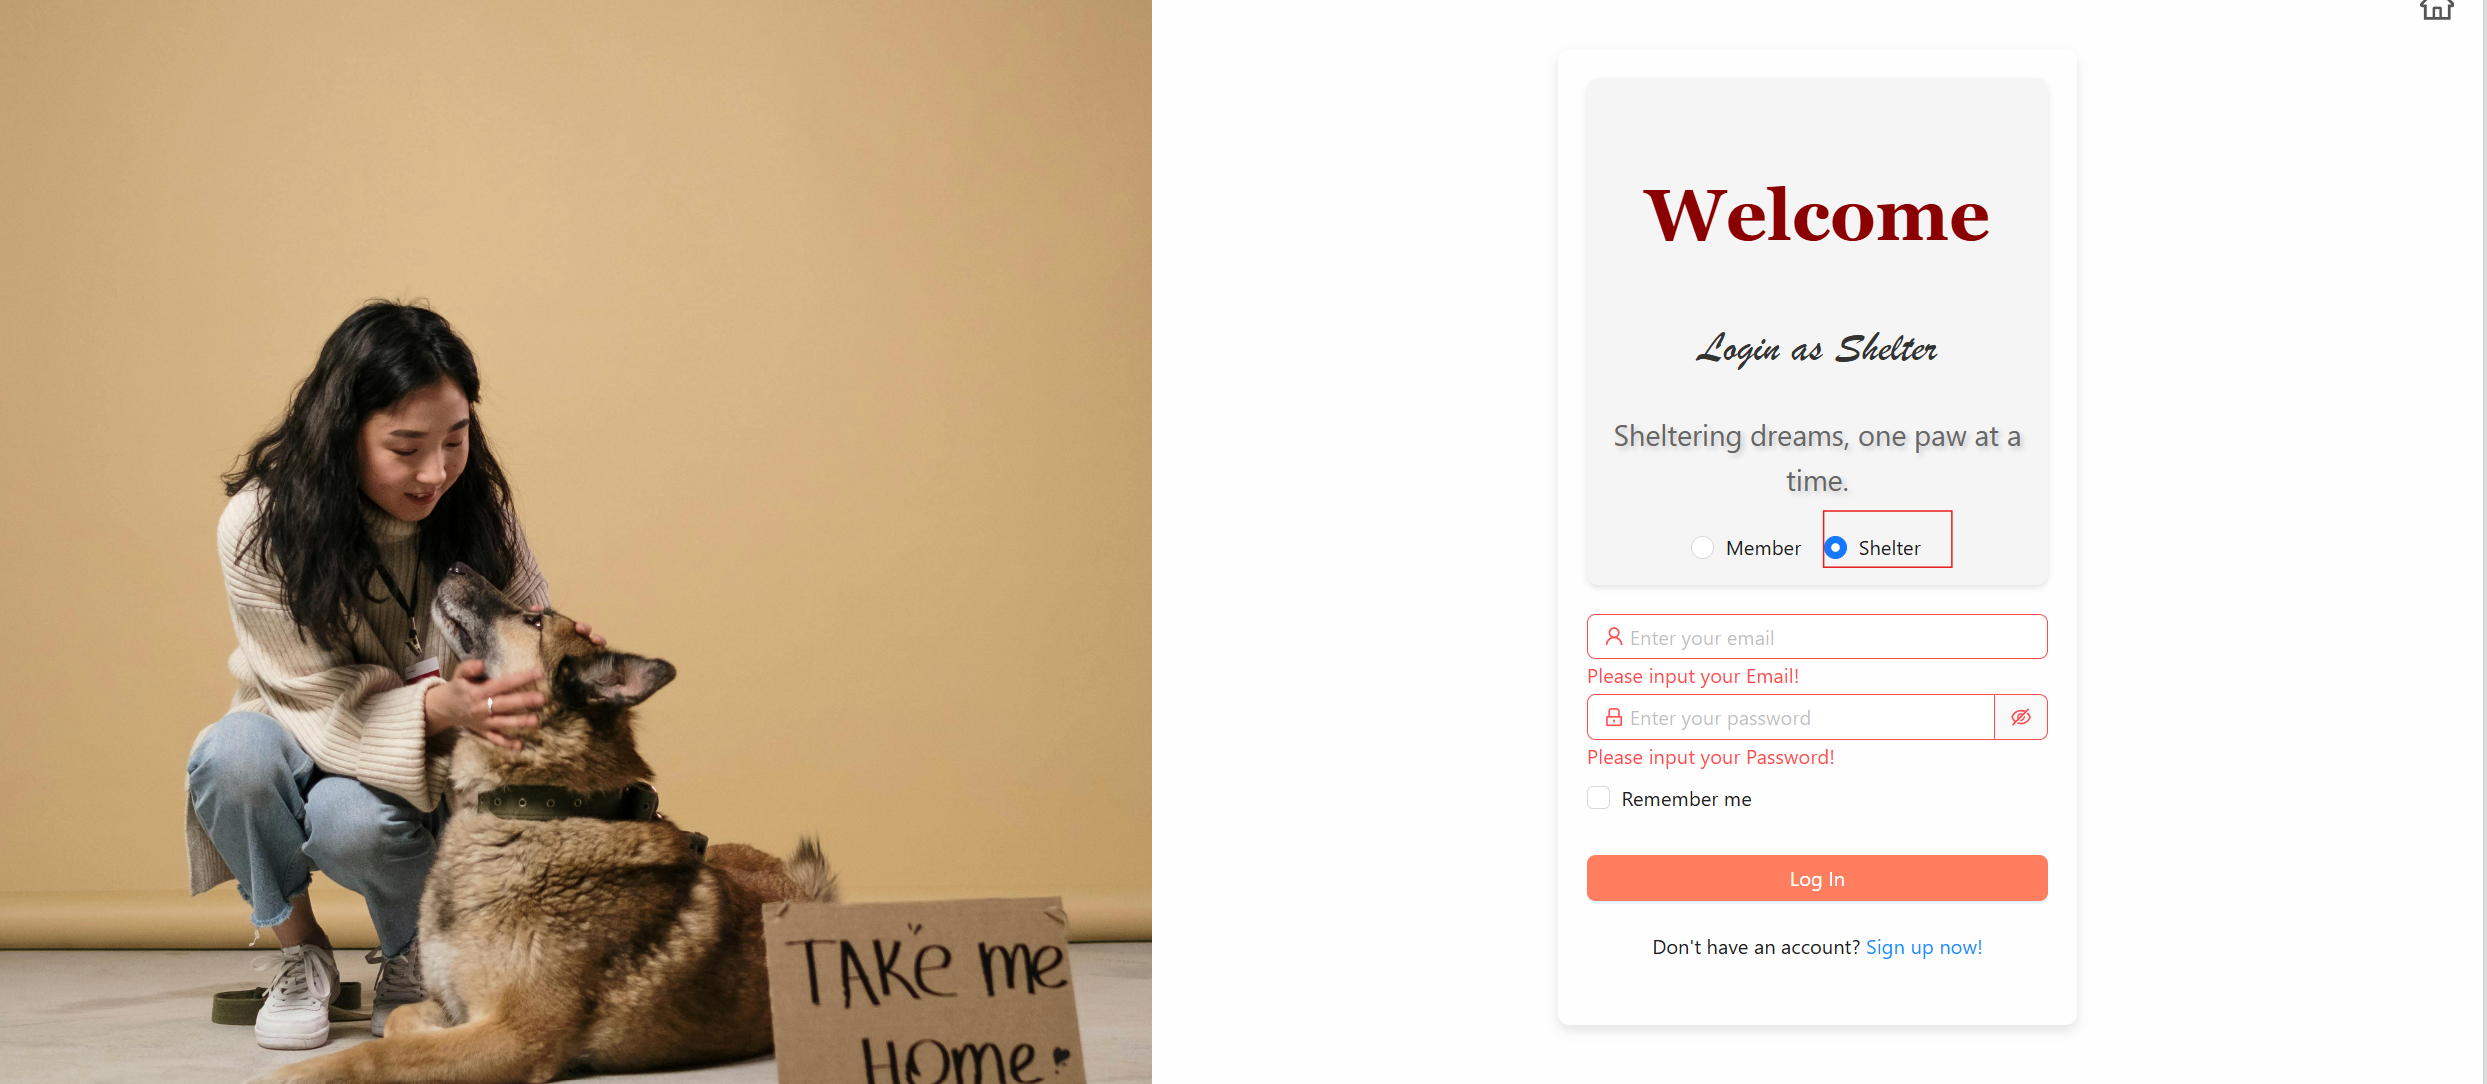 TAKe me
Home
Welcome
Login as Shelter
Sheltering dreams, one paw at a
time.
Member Shelter
Enter your email
Please input your Email!
Enter your password
Please input your Password!
Remember me
Log In
Don't have an account? Sign up now!